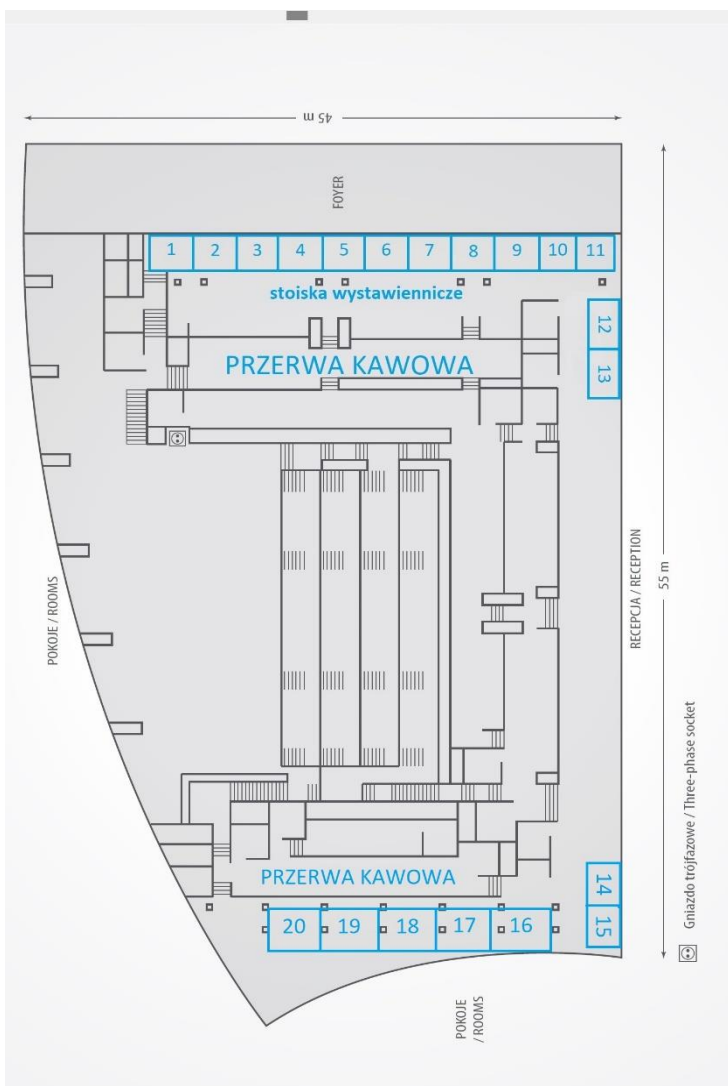 45 m
FOYER
1 2 3 4 5 6 7 8 9 10 11
stoiska wystawiennicze
12
PRZERWA KAWOWA
13
POKOJE / ROOMS
RECEPCJA / RECEPTION
55 m
Gniazdo trójfazowe / Three-phase socket
PRZERWA KAWOWA
14
15
20 19 18 17 16
POKOJE
/ ROOMS